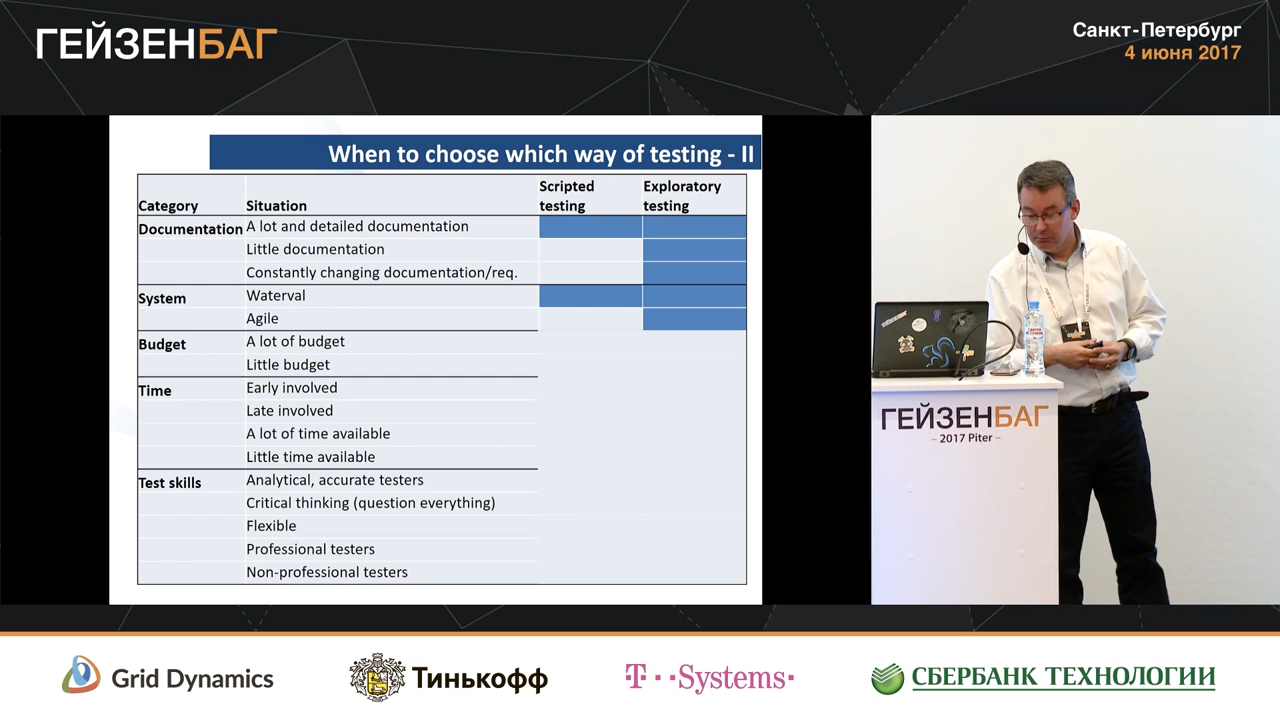 ГЕЙЗЕНБАГ
Санкт-Петербург
4 июня 2017
When to choose which way of testing - II
Category Situation Scripted testing Exploratory testing
Documentation A lot and detailed documentation
Little documentation
Constantly changing documentation/req.
System Waterval
Agile
Budget A lot of budget
Little budget
Time Early involved
Late involved
A lot of time available
Little time available
Test skills Analytical, accurate testers
Critical thinking (question everything)
Flexible
Professional testers
Non-professional testers
ГЕЙЗЕНБАГ
- 2017 Piter -
Grid Dynamics
Тинькофф
T··Systems·
СБЕРБАНК ТЕХНОЛОГИИ